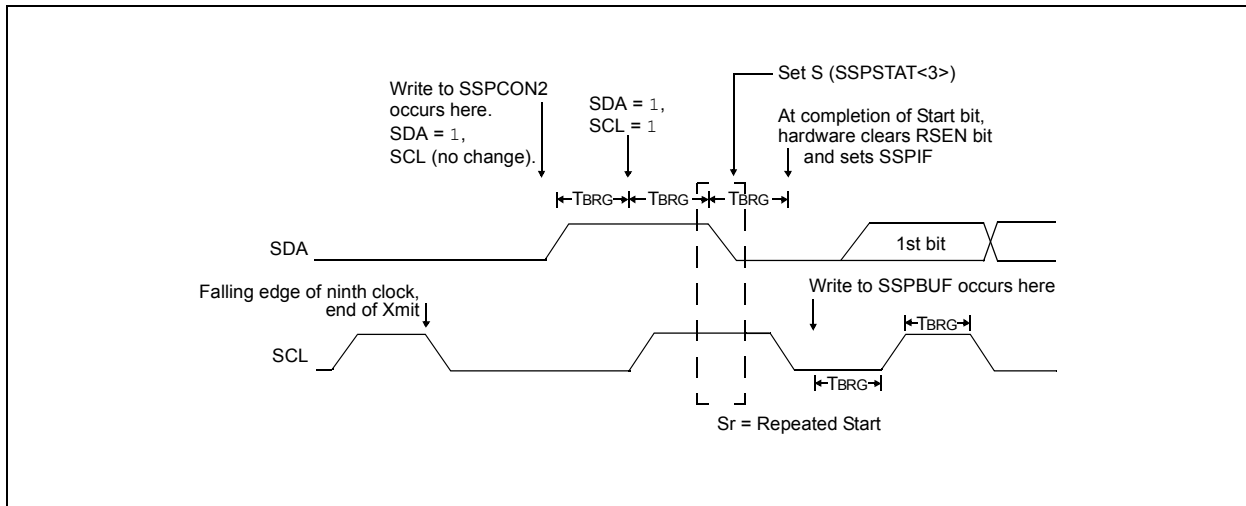 Write to SSPCON2
occurs here.
SDA = 1,
SCL (no change).
SDA = 1,
SCL = 1
Set S (SSPSTAT<3>)
At completion of Start bit,
hardware clears RSEN bit
and sets SSPIF
TBRG
TBRG
TBRG
SDA
1st bit
Falling edge of ninth clock,
end of Xmit
Write to SSPBUF occurs here
TBRG
SCL
TBRG
Sr = Repeated Start